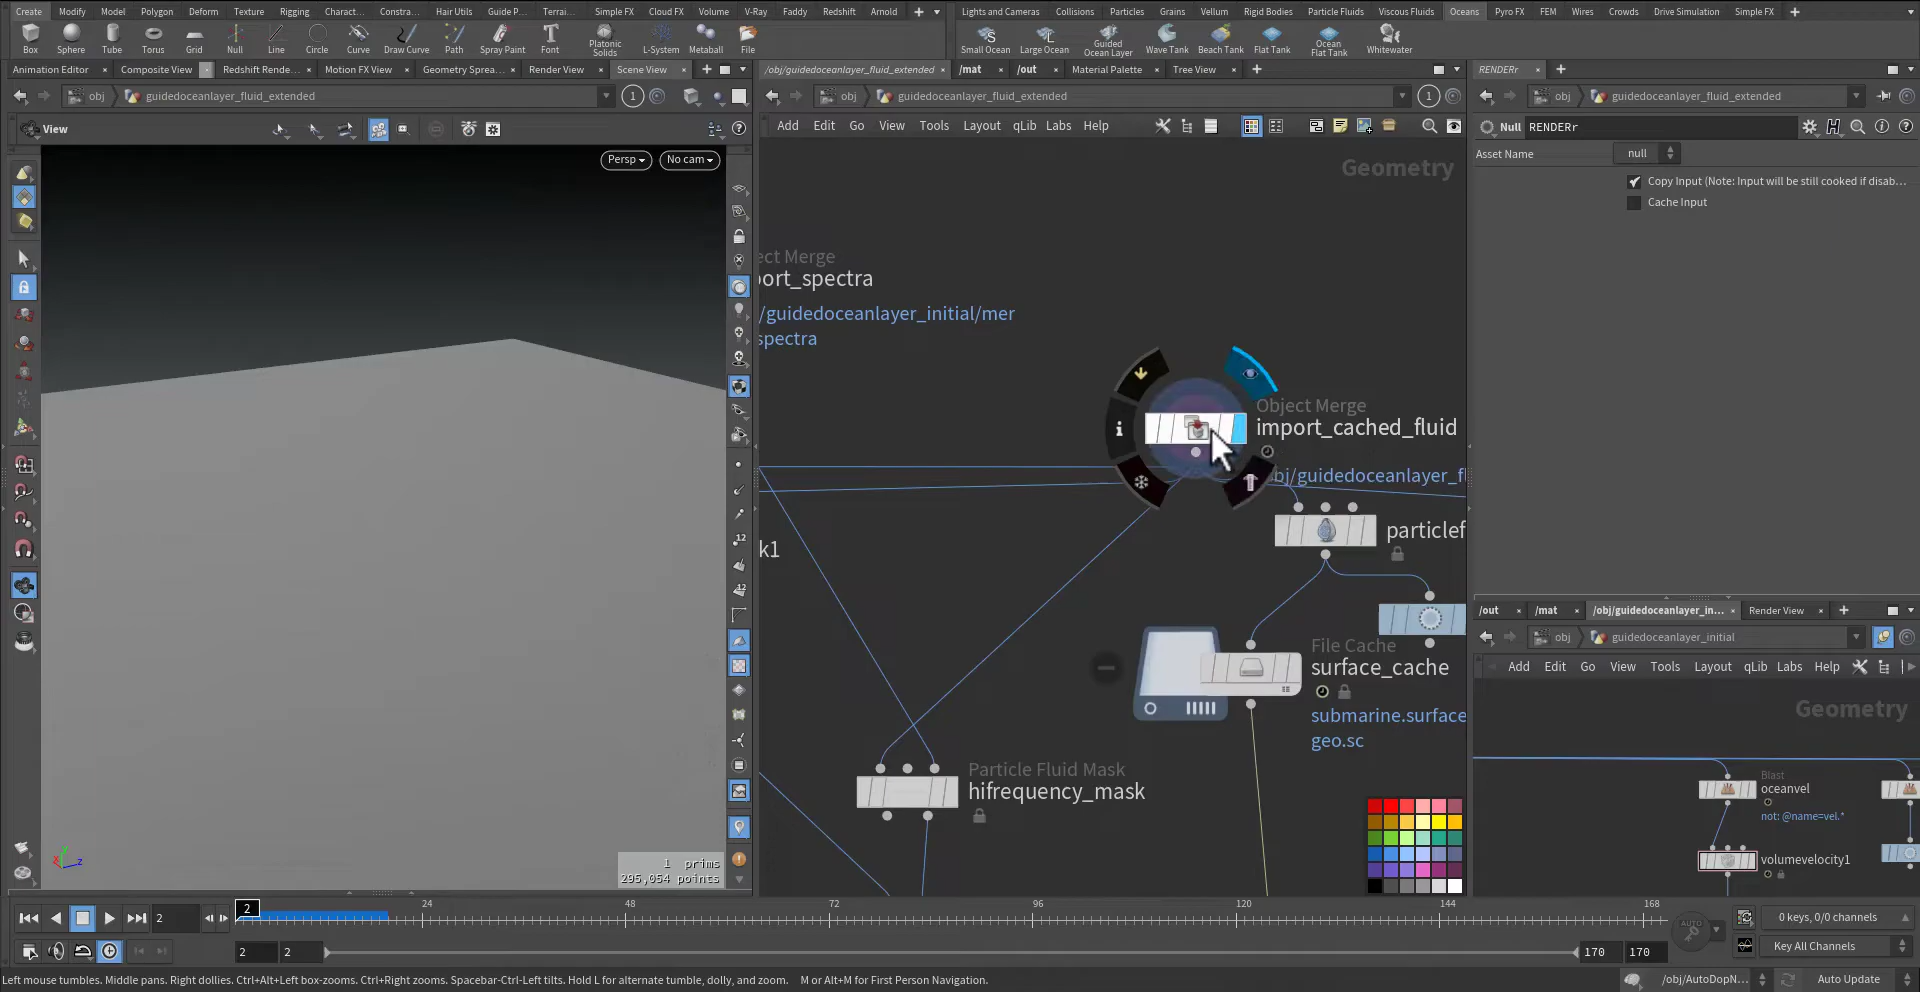 Create Modify Model Polygon Deform Texture Rigging Charact... Constra... Hair Utils Guide P... Terrai... Simple FX Cloud FX Volume V-Ray Faddy Redshift Arnold
Lights and Cameras Collisions Particles Grains Vellum Rigid Bodies Particle Fluids Viscous Fluids Oceans Pyro FX FEM Wires Crowds Drive Simulation Simple FX
Box Sphere Tube Torus Grid Null Line Circle Curve Draw Curve Path Spray Paint Font Platonic Solids L-System Metaball File
Small Ocean Large Ocean Guided Ocean Layer Wave Tank Beach Tank Flat Tank Ocean Flat Tank Whitewater
Animation Editor Composite View Redshift Rende... Motion FX View Geometry Sprea... Render View Scene View
/obj/guidedoceanlayer_fluid_extended /mat /out Material Palette Tree View
RENDERr
obj guidedoceanlayer_fluid_extended 1
obj guidedoceanlayer_fluid_extended 1
obj guidedoceanlayer_fluid_extended
View
Add Edit Go View Tools Layout qLib Labs Help
Null RENDERr
Asset Name null
Copy Input (Note: Input will be still cooked if disab...
Cache Input
Persp No cam
Geometry
ect Merge
port_spectra
/guidedoceanlayer_initial/mer
spectra
Object Merge
import_cached_fluid
obj/guidedoceanlayer_fl
k1
particlef
File Cache
surface_cache
submarine.surface
geo.sc
Particle Fluid Mask
hifrequency_mask
12
12
x y z
1 prims
295,054 points
/out /mat /obj/guidedoceanlayer_in... Render View
obj guidedoceanlayer_initial
Add Edit Go View Tools Layout qLib Labs Help
Geometry
Blast
oceanvel
not: @name=vel.*
volumevelocity1
2 2 24 48 72 96 120 144 168
AUTO
0 keys, 0/0 channels
2 2 170 170
Key All Channels
Left mouse tumbles. Middle pans. Right dollies. Ctrl+Alt+Left box-zooms. Ctrl+Right zooms. Spacebar-Ctrl-Left tilts. Hold L for alternate tumble, dolly, and zoom. M or Alt+M for First Person Navigation.
/obj/AutoDopN... Auto Update